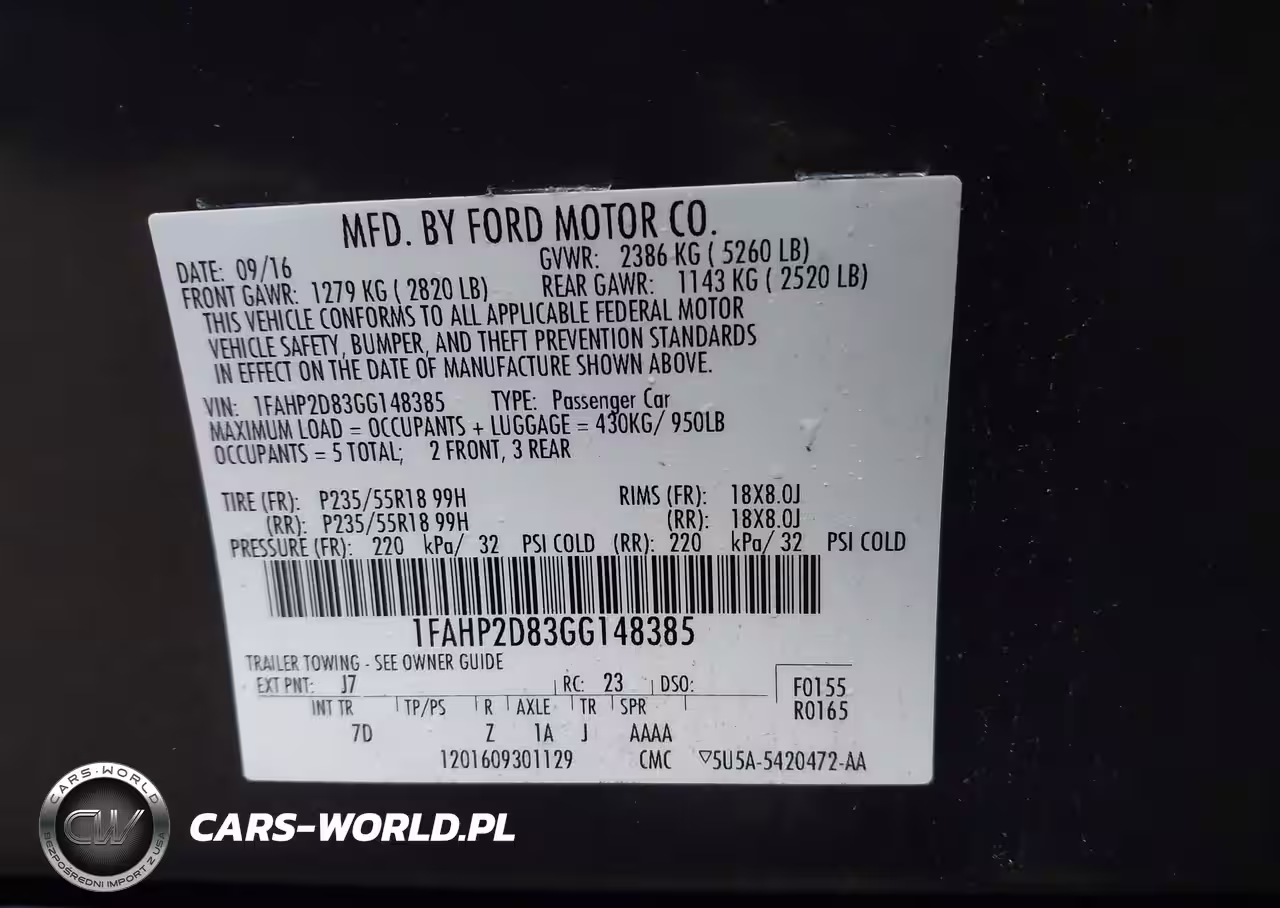 MFD. BY FORD MOTOR CO.
DATE: 09/16 GVWR: 2386 KG ( 5260 LB)
FRONT GAWR: 1279 KG ( 2820 LB) REAR GAWR: 1143 KG ( 2520 LB)
THIS VEHICLE CONFORMS TO ALL APPLICABLE FEDERAL MOTOR
VEHICLE SAFETY, BUMPER, AND THEFT PREVENTION STANDARDS
IN EFFECT ON THE DATE OF MANUFACTURE SHOWN ABOVE.
VIN: 1FAHP2D83GG148385 TYPE: Passenger Car
MAXIMUM LOAD = OCCUPANTS + LUGGAGE = 430KG/ 950LB
OCCUPANTS = 5 TOTAL; 2 FRONT, 3 REAR
TIRE (FR): P235/55R18 99H RIMS (FR): 18X8.0J
(RR): P235/55R18 99H (RR): 18X8.0J
PRESSURE (FR): 220 kPa/ 32 PSI COLD (RR): 220 kPa/ 32 PSI COLD
1FAHP2D83GG148385
TRAILER TOWING - SEE OWNER GUIDE
EXT PNT: J7 RC: 23 DSO: F0155
INT TR TP/PS R AXLE TR SPR R0165
7D Z 1A J AAAA
1201609301129 CMC ▽5U5A-5420472-AA
CARS-WORLD
CW
BEZPOŚREDNI IMPORT Z USA
CARS-WORLD.PL